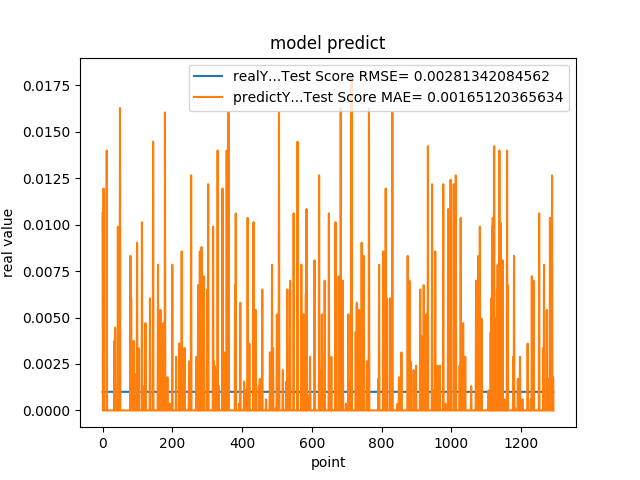 model predict
realY...Test Score RMSE= 0.00281342084562
predictY...Test Score MAE= 0.00165120365634
0.0175
0.0150
0.0125
0.0100
0.0075
0.0050
0.0025
0.0000
real value
0 200 400 600 800 1000 1200
point